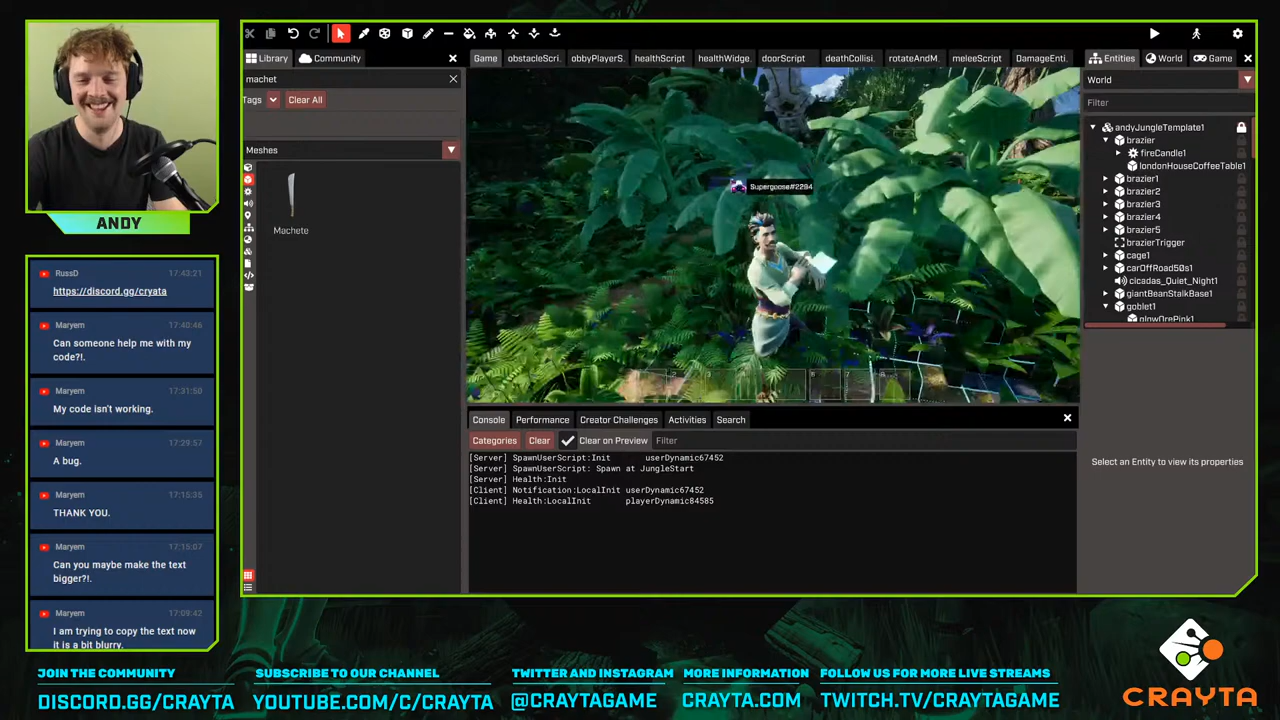 Library
Community
machet
Tags
Clear All
Meshes
Machete
Game
obstacleScri.
obbyPlayerS.
healthScript
healthWidge.
doorScript
deathCollisi.
rotateAndM.
meleeScript
DamageEnti.
Supergoose#2294
Entities
World
Game
World
Filter
andyJungleTemplate1
brazier
fireCandle1
londonHouseCoffeeTable1
brazier1
brazier2
brazier3
brazier4
brazier5
brazierTrigger
cage1
carOffRoad50s1
cicadas_Quiet_Night1
giantBeanStalkBase1
goblet1
glowOrePink1
Select an Entity to view its properties
Console
Performance
Creator Challenges
Activities
Search
Categories
Clear
Clear on Preview
Filter
[Server] SpawnUserScript:Init userDynamic67452
[Server] SpawnUserScript: Spawn at JungleStart
[Server] Health:Init
[Client] Notification:LocalInit userDynamic67452
[Client] Health:LocalInit playerDynamic84585
ANDY
RussD 17:43:21
https://discord.gg/cryata
Maryem 17:40:46
Can someone help me with my
code?!.
Maryem 17:31:50
My code isn't working.
Maryem 17:29:57
A bug.
Maryem 17:15:35
THANK YOU.
Maryem 17:15:07
Can you maybe make the text
bigger?!.
Maryem 17:09:42
I am trying to copy the text now
it is a bit blurry.
JOIN THE COMMUNITY
DISCORD.GG/CRAYTA
SUBSCRIBE TO OUR CHANNEL
YOUTUBE.COM/C/CRAYTA
TWITTER AND INSTAGRAM
@CRAYTAGAME
MORE INFORMATION
CRAYTA.COM
FOLLOW US FOR MORE LIVE STREAMS
TWITCH.TV/CRAYTAGAME
CRAYTA